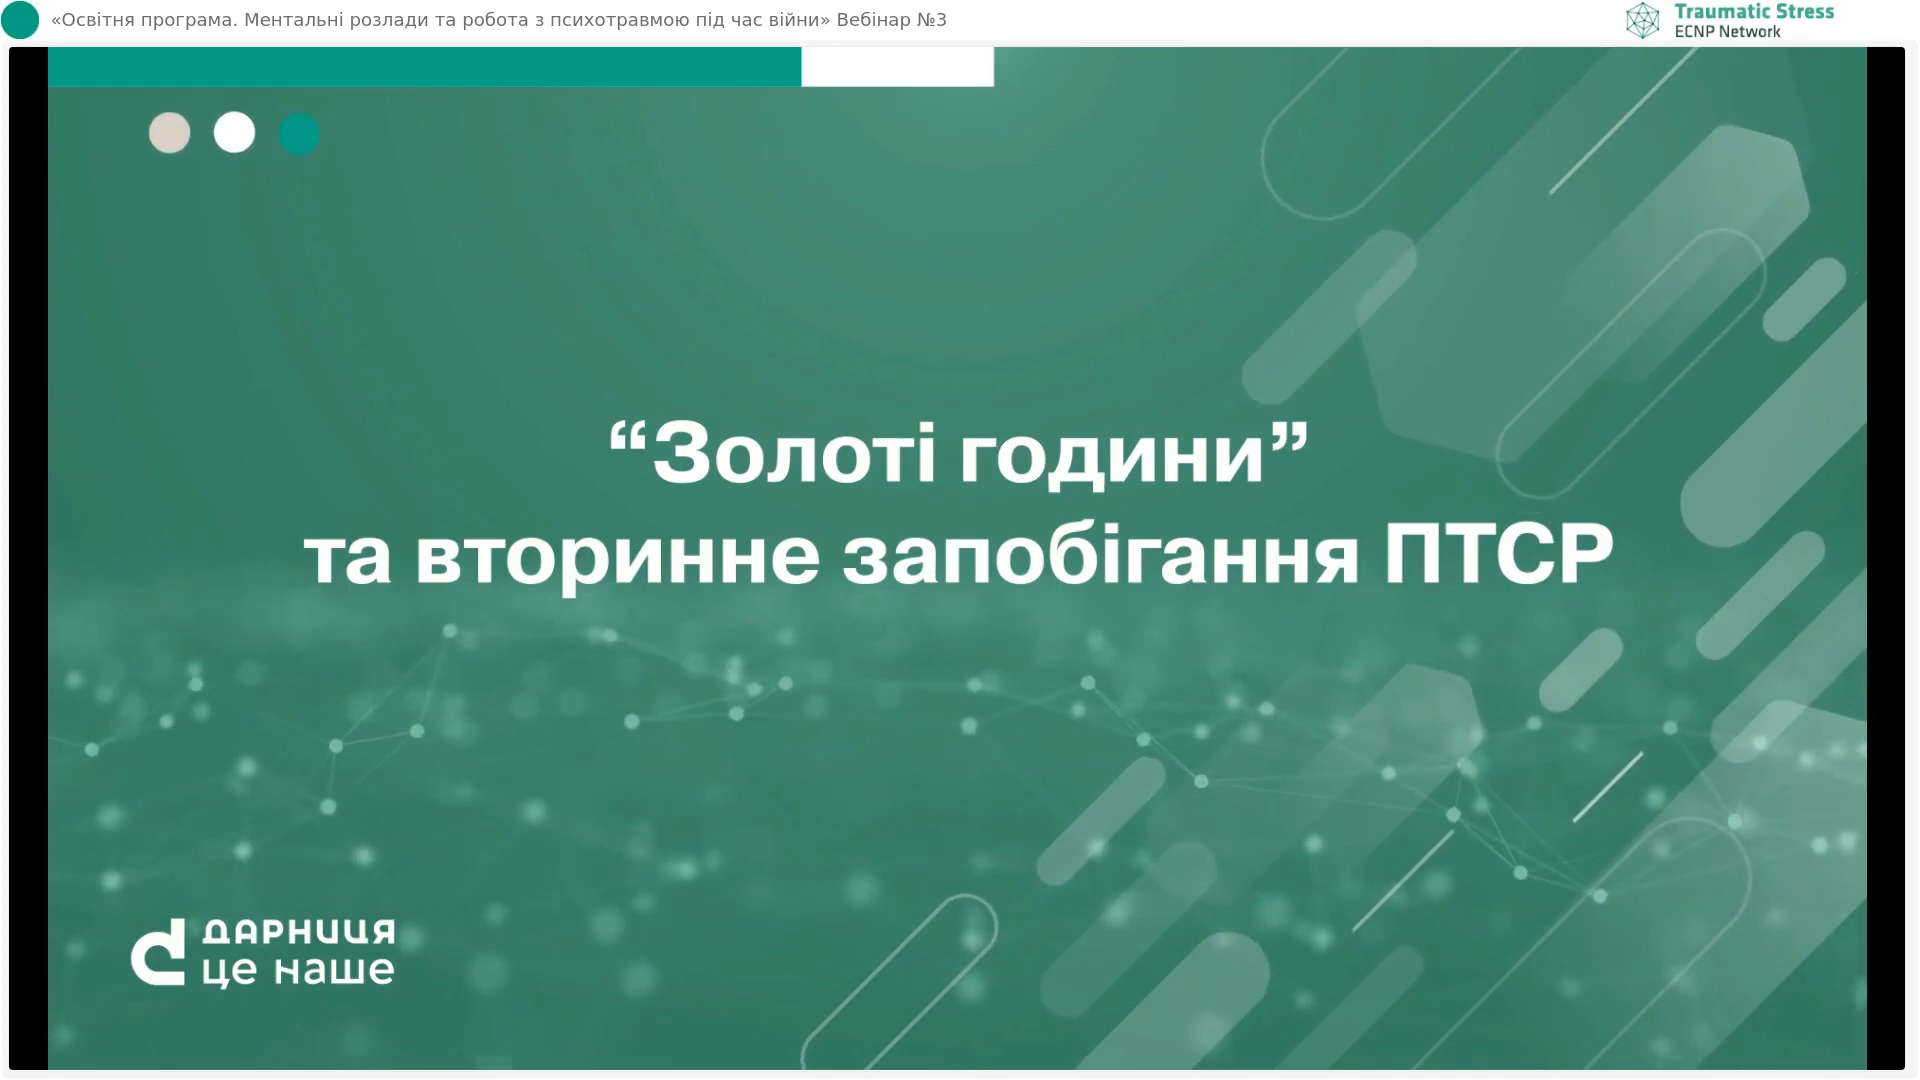 «Освітня програма. Ментальні розлади та робота з психотравмою під час війни» Вебінар №3
Traumatic Stress
ECNP Network
“Золоті години”
та вторинне запобігання ПТСР
ДАРНИЦЯ
це наше